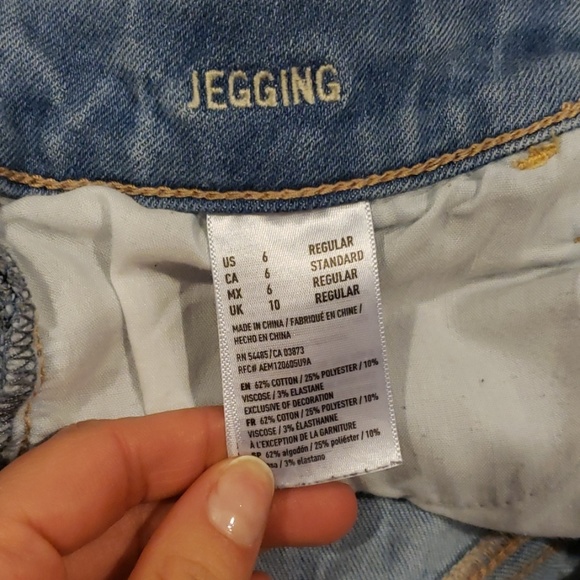 JEGGING
US 6 REGULAR
CA 6 STANDARD
MX 6 REGULAR
UK 10 REGULAR
MADE IN CHINA / FABRIQUÉ EN CHINE /
HECHO EN CHINA
RN 54485/CA 03873
RFC# AEM120605U9A
EN 62% COTTON / 25% POLYESTER / 10%
VISCOSE / 3% ELASTANE
EXCLUSIVE OF DECORATION
FR 62% COTON / 25% POLYESTER / 10%
VISCOSE / 3% ÉLASTHANNE
À L'EXCEPTION DE LA GARNITURE
62% algodón / 25% poliéster / 10%
/ 3% elastano